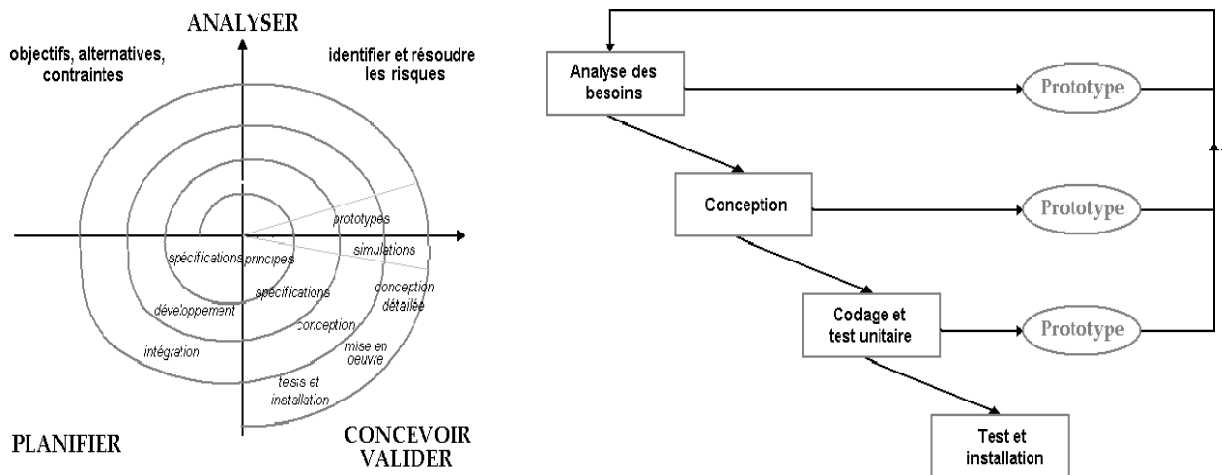 ANALYSER
objectifs, alternatives,
contraintes
identifier et résoudre
les risques
prototypes
simulations
spécifications
principes
spécifications
conception
détailée
développement
conception
intégration
mise en
oeuvre
tests et
installation
PLANIFIER
CONCEVOIR
VALIDER
Analyse des
besoins
Prototype
Conception
Prototype
Codage et
test unitaire
Prototype
Test et
installation